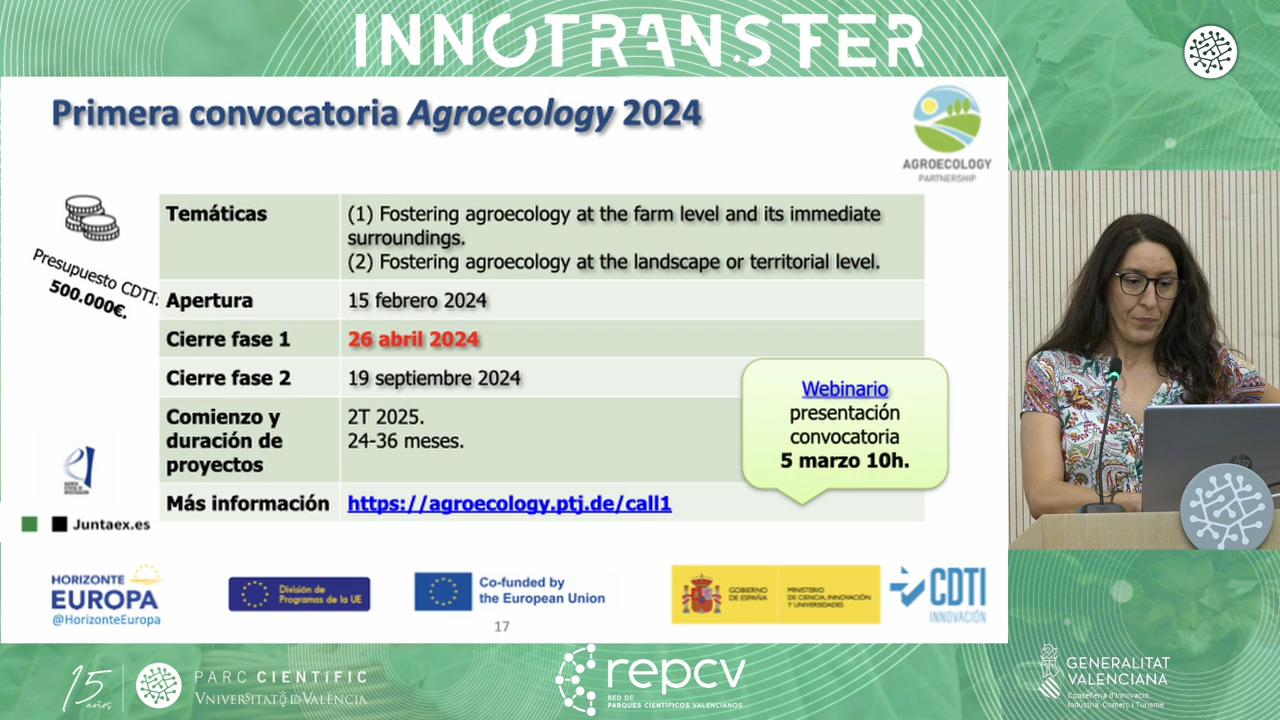 INNOTRANSFER
Primera convocatoria Agroecology 2024
AGROECOLOGY
PARTNERSHIP
Presupuesto CDTI:
500.000€.
Temáticas
(1) Fostering agroecology at the farm level and its immediate
surroundings.
(2) Fostering agroecology at the landscape or territorial level.
Apertura
15 febrero 2024
Cierre fase 1
26 abril 2024
Cierre fase 2
19 septiembre 2024
Comienzo y
duración de
proyectos
2T 2025.
24-36 meses.
Webinario
presentación
convocatoria
5 marzo 10h.
Más información
https://agroecology.ptj.de/call1
Juntaex.es
HORIZONTE
EUROPA
@HorizonteEuropa
División de
Programas de la UE
Co-funded by
the European Union
GOBIERNO
DE ESPAÑA
MINISTERIO
DE CIENCIA, INNOVACIÓN
Y UNIVERSIDADES
CDTI
INNOVACIÓN
17
15
años
PARC CIENTÍFIC
VNIVERSITATÖDVALÈNCIA
repcv
RED DE
PARQUES CIENTÍFICOS VALENCIANOS
GENERALITAT
VALENCIANA
Conselleria d'Innovació,
Indústria, Comerç i Turisme